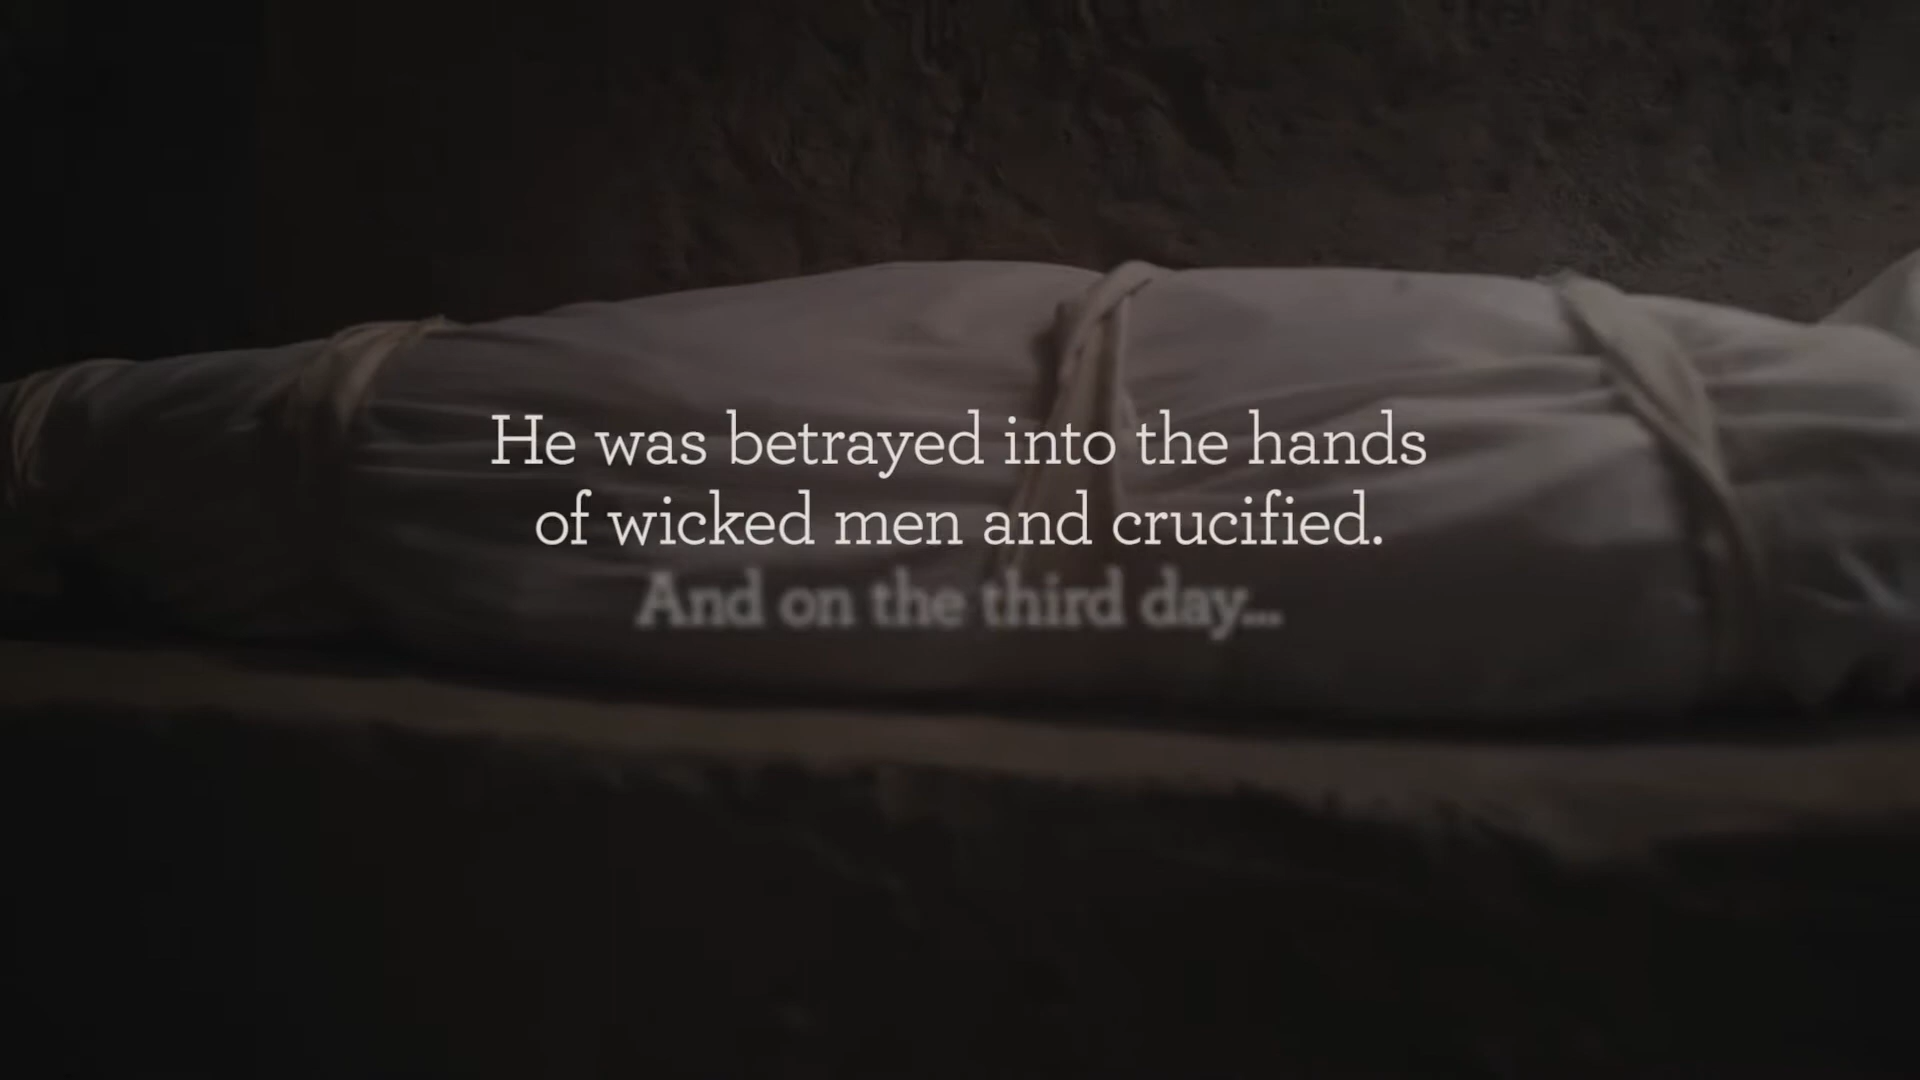 He was betrayed into the hands
of wicked men and crucified.
And on the third day...